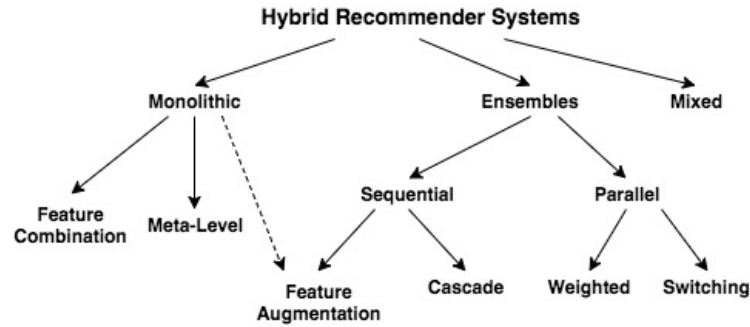 Hybrid Recommender Systems
Monolithic
Ensembles
Mixed
Sequential
Parallel
Feature
Combination
Meta-Level
Feature
Augmentation
Cascade
Weighted
Switching